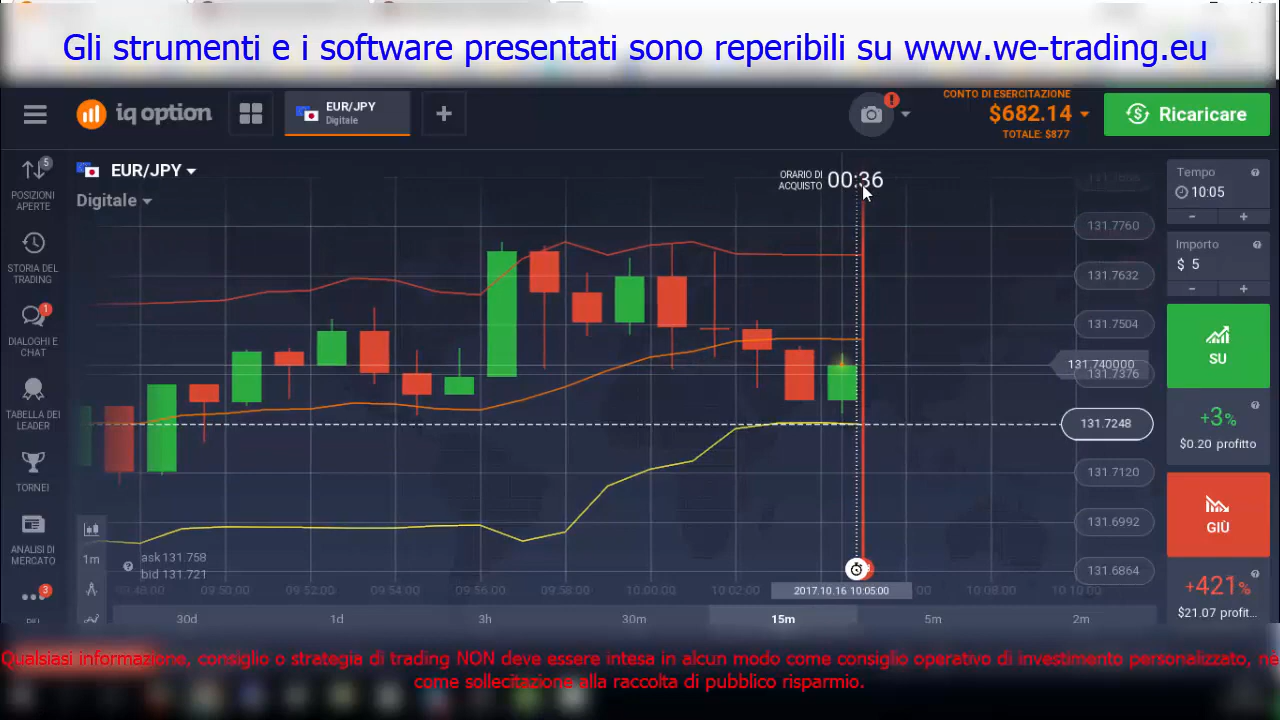 Gli strumenti e i software presentati sono reperibili su www.we-trading.eu
iq option
EUR/JPY
Digitale
CONTO DI ESERCITAZIONE
$682.14
TOTALE: $877
Ricaricare
5
POSIZIONI
APERTE
STORIA DEL
TRADING
1
DIALOGHI E
CHAT
TABELLA DEI
LEADER
TORNEI
ANALISI DI
MERCATO
3
EUR/JPY
Digitale
ORARIO DI
ACQUISTO
00:36
131.7760
131.7632
131.7504
131.740000
131.7376
131.7248
131.7120
131.6992
131.6864
Tempo
10:05
- +
Importo
$ 5
- +
SU
+3%
$0.20 profitto
GIÙ
+421%
$21.07 profit...
1m
ask 131.758
bid 131.721
09:50:00
09:52:00
09:54:00
09:56:00
09:58:00
10:00:00
10:02:00
2017.10.16 10:05:00
10:08:00
10:10:00
30d
1d
3h
30m
15m
5m
2m
Qualsiasi informazione, consiglio o strategia di trading NON deve essere intesa in alcun modo come consiglio operativo di investimento personalizzato, nè
come sollecitazione alla raccolta di pubblico risparmio.